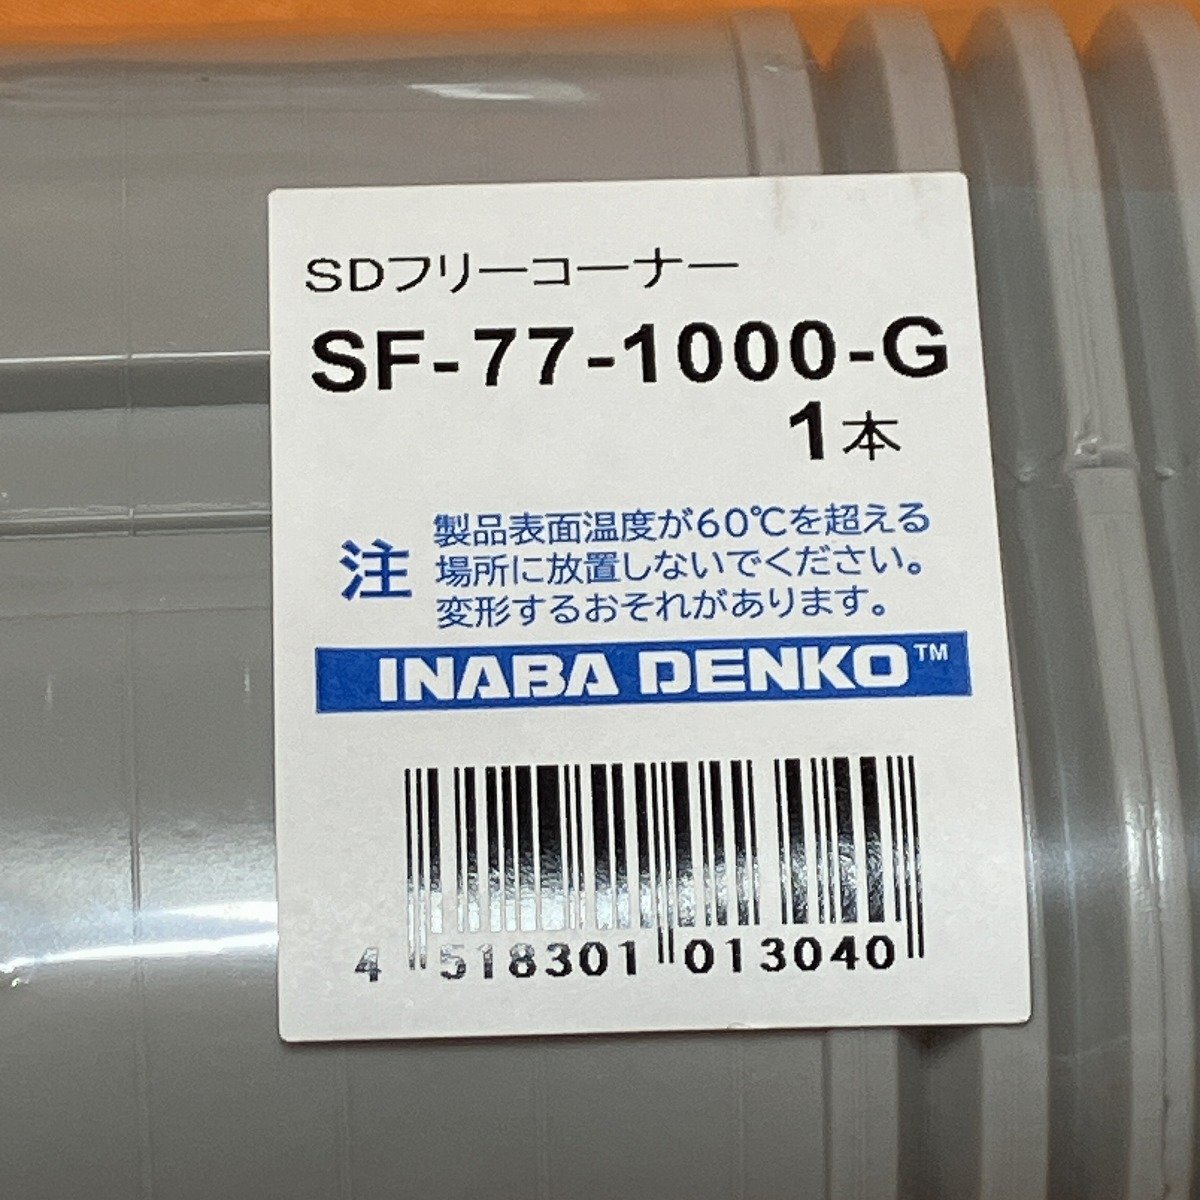 SDフリーコーナー
SF-77-1000-G
1本
注
製品表面温度が60℃を超える
場所に放置しないでください。
変形するおそれがあります。
INABA DENKO™
4 518301 013040